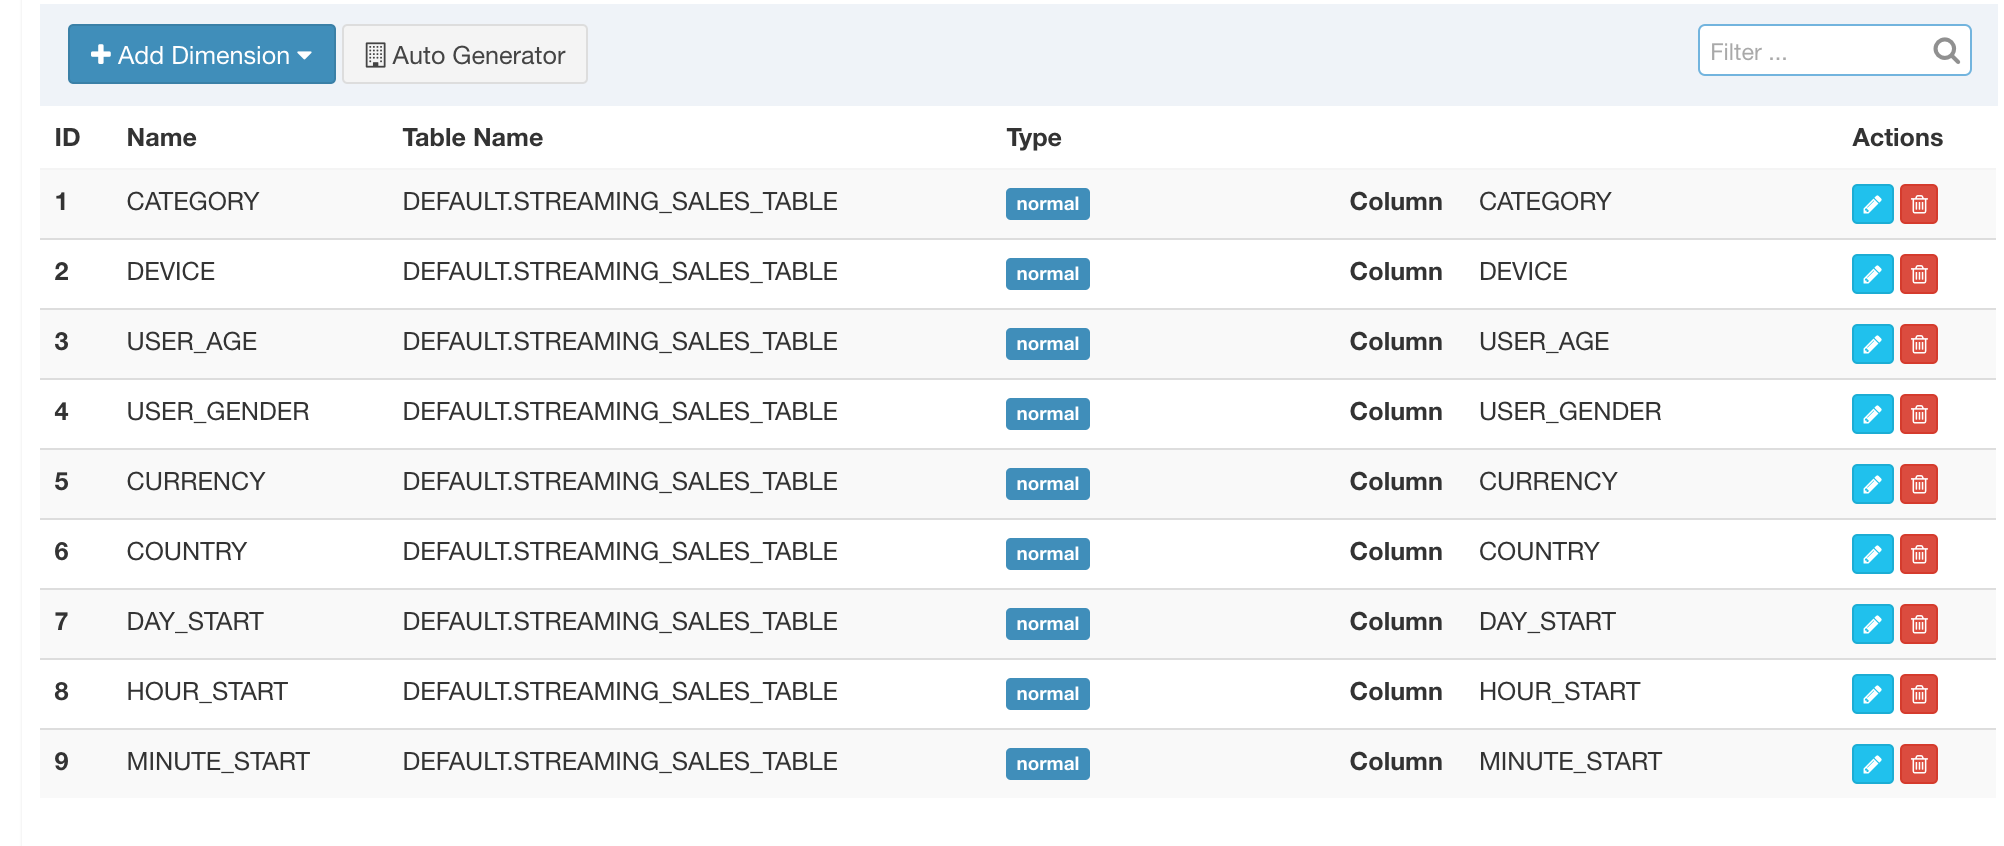 Add Dimension Auto Generator Filter ...
ID Name Table Name Type Actions
1 CATEGORY DEFAULT.STREAMING_SALES_TABLE normal Column CATEGORY
2 DEVICE DEFAULT.STREAMING_SALES_TABLE normal Column DEVICE
3 USER_AGE DEFAULT.STREAMING_SALES_TABLE normal Column USER_AGE
4 USER_GENDER DEFAULT.STREAMING_SALES_TABLE normal Column USER_GENDER
5 CURRENCY DEFAULT.STREAMING_SALES_TABLE normal Column CURRENCY
6 COUNTRY DEFAULT.STREAMING_SALES_TABLE normal Column COUNTRY
7 DAY_START DEFAULT.STREAMING_SALES_TABLE normal Column DAY_START
8 HOUR_START DEFAULT.STREAMING_SALES_TABLE normal Column HOUR_START
9 MINUTE_START DEFAULT.STREAMING_SALES_TABLE normal Column MINUTE_START